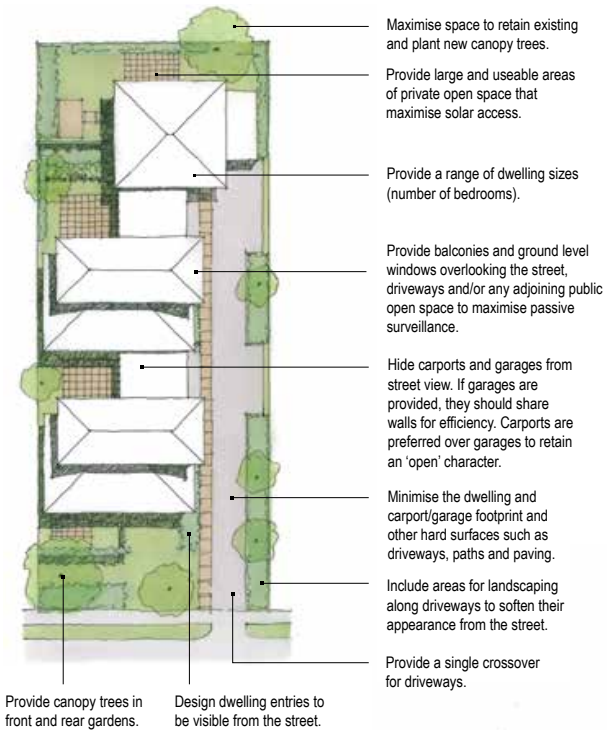 Maximise space to retain existing
and plant new canopy trees.
Provide large and useable areas
of private open space that
maximise solar access.
Provide a range of dwelling sizes
(number of bedrooms).
Provide balconies and ground level
windows overlooking the street,
driveways and/or any adjoining public
open space to maximise passive
surveillance.
Hide carports and garages from
street view. If garages are
provided, they should share
walls for efficiency. Carports are
preferred over garages to retain
an ‘open’ character.
Minimise the dwelling and
carport/garage footprint and
other hard surfaces such as
driveways, paths and paving.
Include areas for landscaping
along driveways to soften their
appearance from the street.
Provide a single crossover
for driveways.
Provide canopy trees in
front and rear gardens.
Design dwelling entries to
be visible from the street.